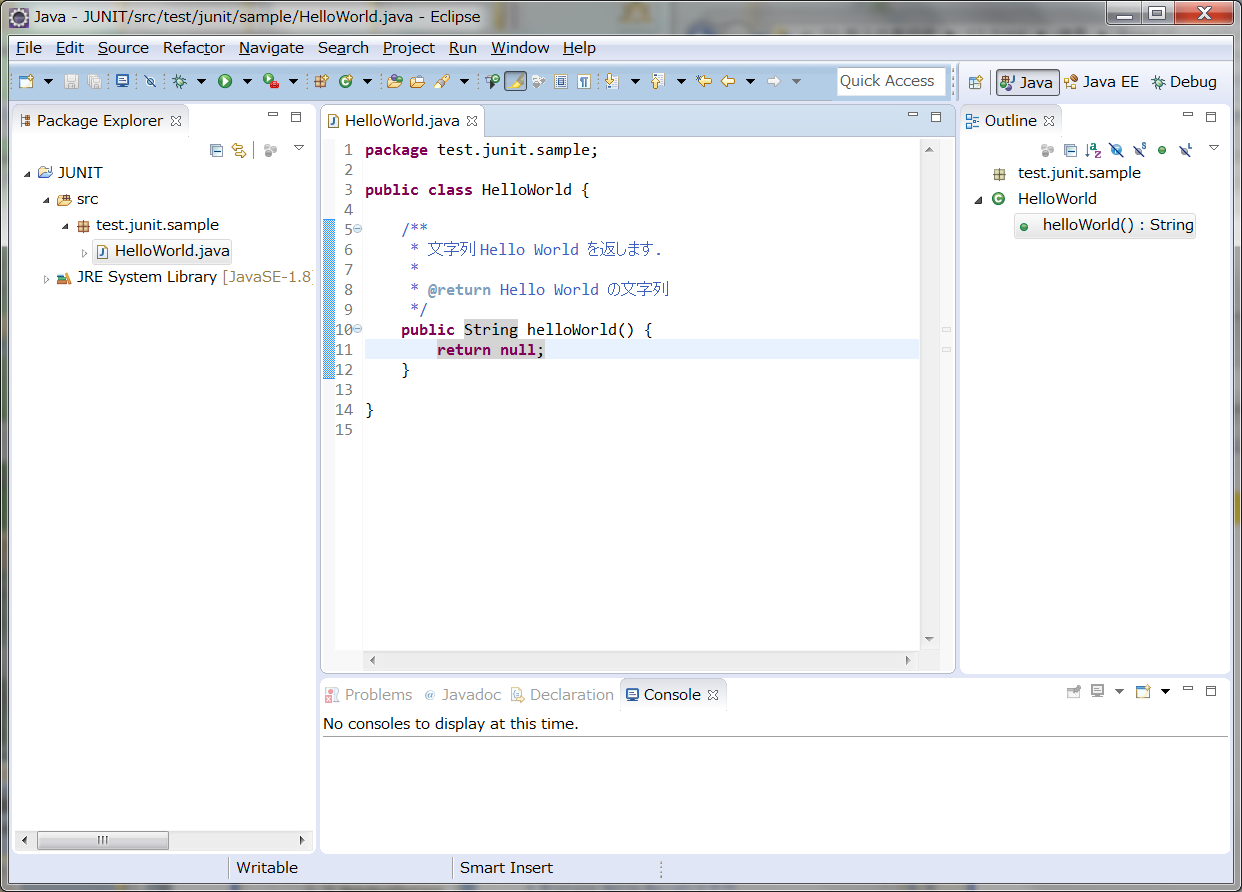 Java - JUNIT/src/test/junit/sample/HelloWorld.java - Eclipse
File Edit Source Refactor Navigate Search Project Run Window Help
Quick Access Java Java EE Debug
Package Explorer
JUNIT
src
test.junit.sample
HelloWorld.java
JRE System Library [JavaSE-1.8
HelloWorld.java
1 package test.junit.sample;
2
3 public class HelloWorld {
4
5 /**
6 * 文字列 Hello World を返します.
7 *
8 * @return Hello World の文字列
9 */
10 public String helloWorld() {
11 return null;
12 }
13
14 }
15
Outline
test.junit.sample
HelloWorld
helloWorld() : String
Problems @ Javadoc Declaration Console
No consoles to display at this time.
Writable Smart Insert